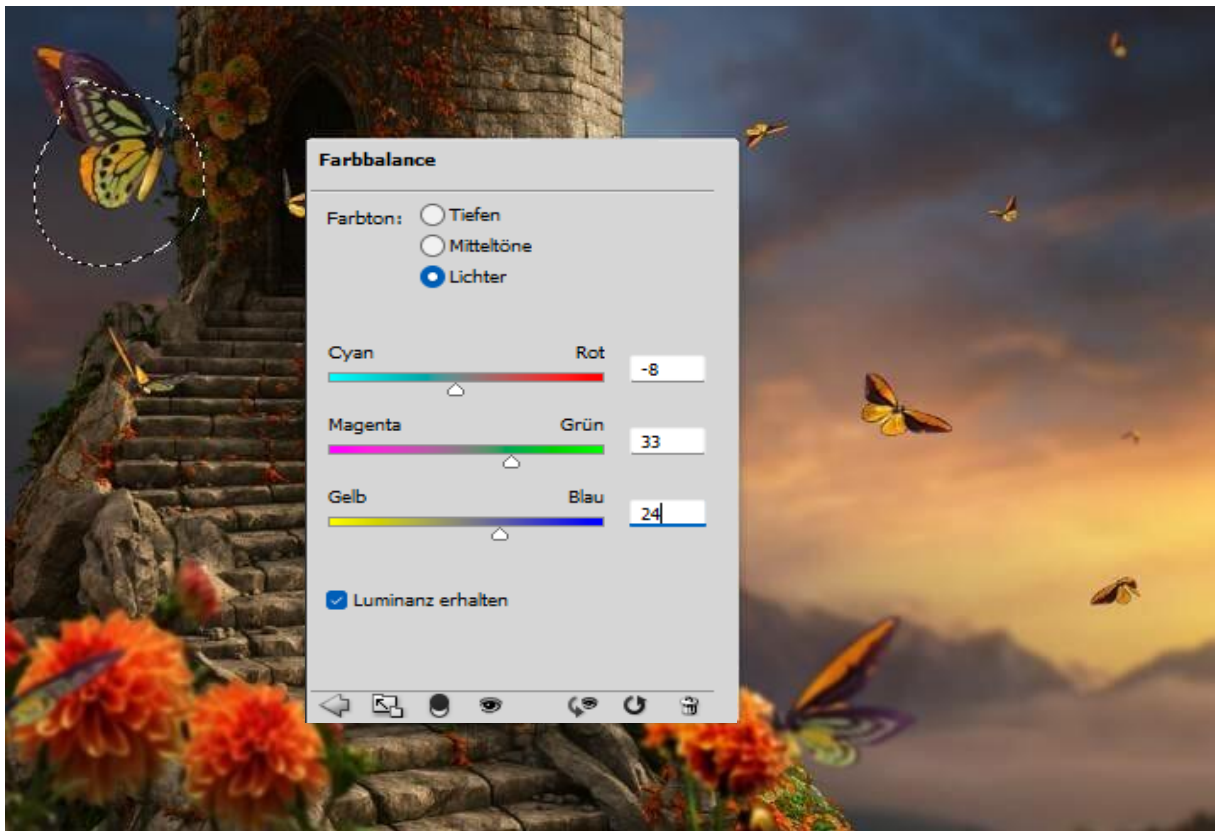 Farbbalance
Farbton: Tiefen
Mitteltöne
Lichter
Cyan Rot -8
Magenta Grün 33
Gelb Blau 24
Luminanz erhalten